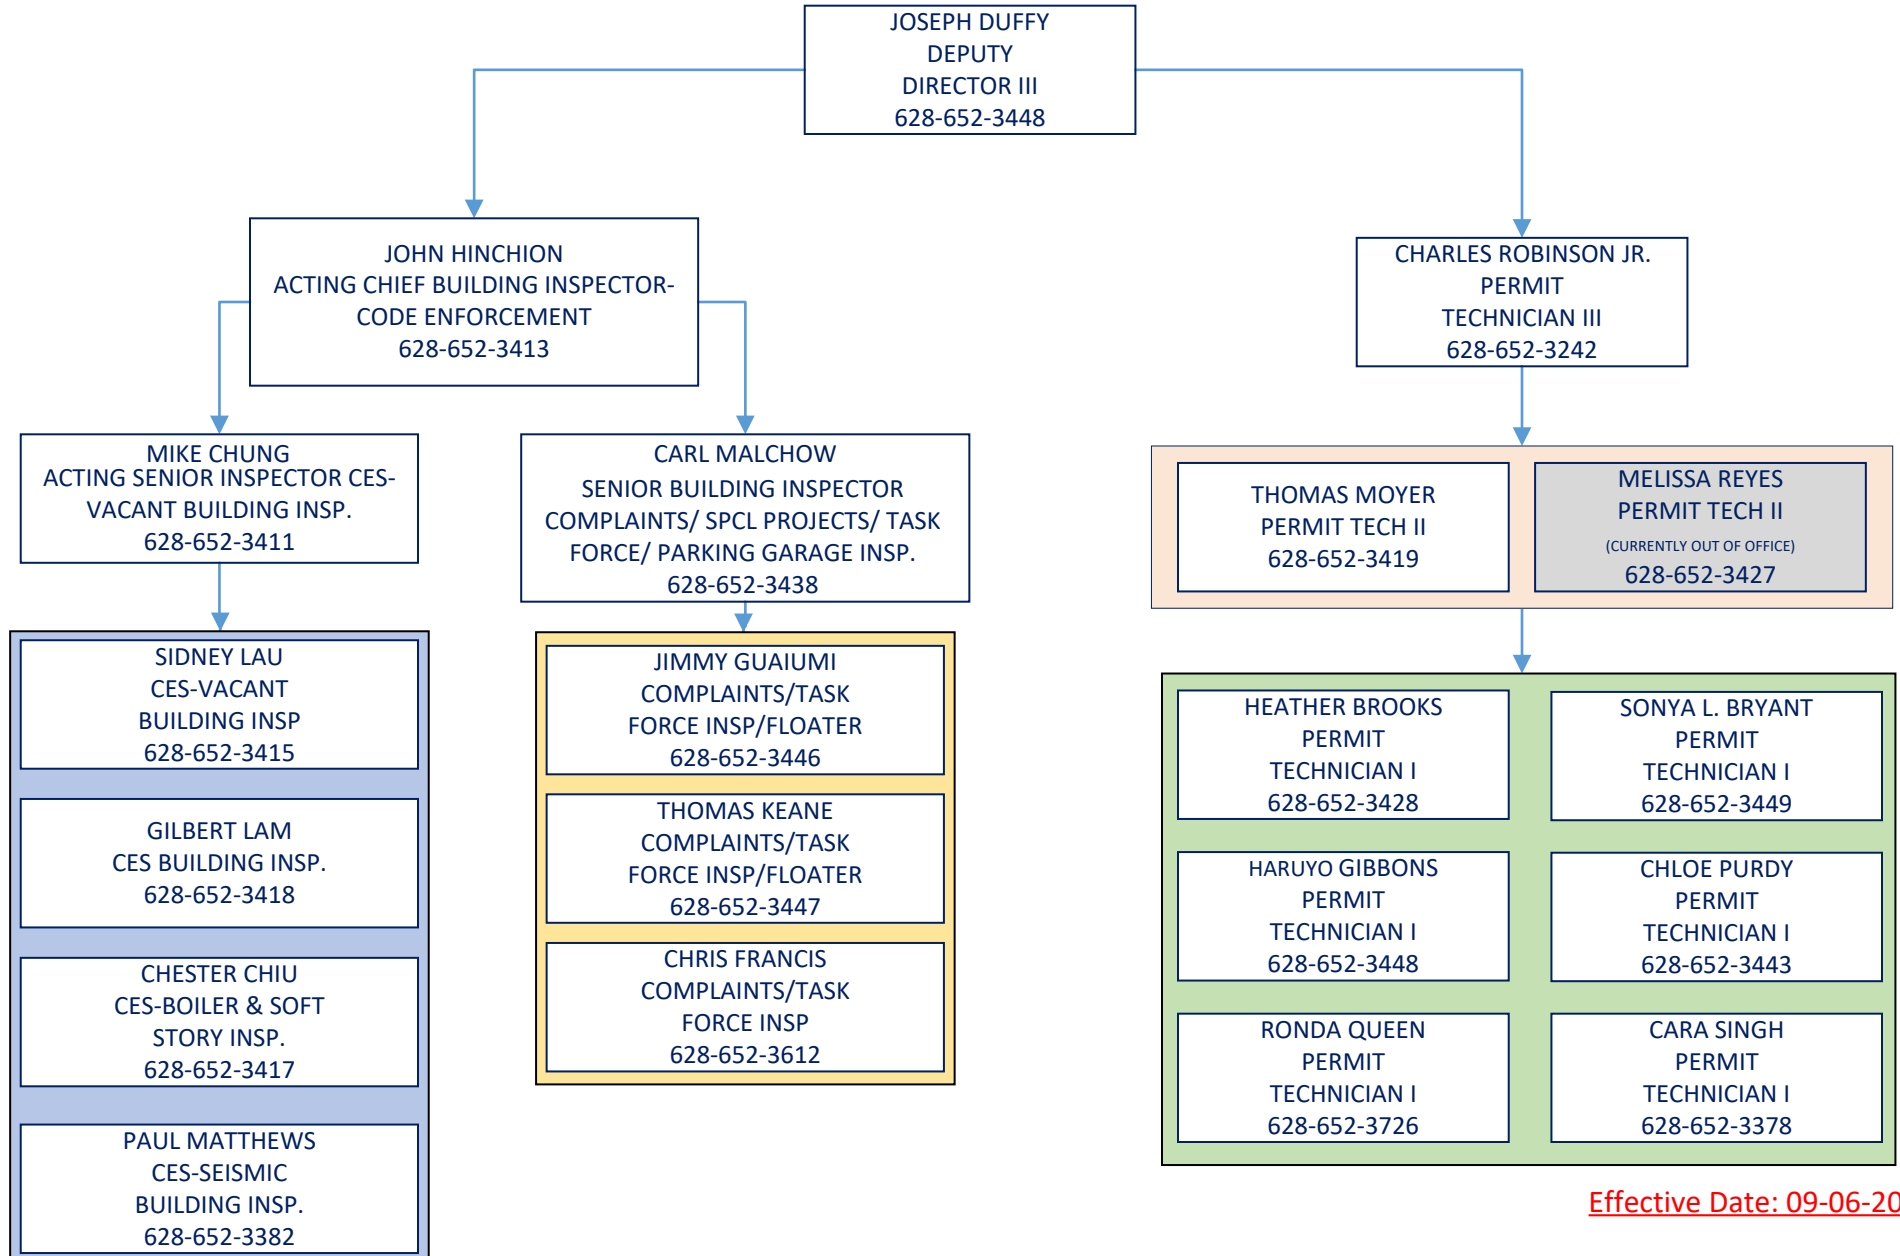 JOSEPH DUFFY
DEPUTY
DIRECTOR III
628-652-3448
JOHN HINCHION
ACTING CHIEF BUILDING INSPECTOR-
CODE ENFORCEMENT
628-652-3413
CHARLES ROBINSON JR.
PERMIT
TECHNICIAN III
628-652-3242
MIKE CHUNG
ACTING SENIOR INSPECTOR CES-
VACANT BUILDING INSP.
628-652-3411
CARL MALCHOW
SENIOR BUILDING INSPECTOR
COMPLAINTS/ SPCL PROJECTS/ TASK
FORCE/ PARKING GARAGE INSP.
628-652-3438
THOMAS MOYER
PERMIT TECH II
628-652-3419
MELISSA REYES
PERMIT TECH II
(CURRENTLY OUT OF OFFICE)
628-652-3427
SIDNEY LAU
CES-VACANT
BUILDING INSP
628-652-3415
GILBERT LAM
CES BUILDING INSP.
628-652-3418
CHESTER CHIU
CES-BOILER & SOFT
STORY INSP.
628-652-3417
PAUL MATTHEWS
CES-SEISMIC
BUILDING INSP.
628-652-3382
JIMMY GUAIUMI
COMPLAINTS/TASK
FORCE INSP/FLOATER
628-652-3446
THOMAS KEANE
COMPLAINTS/TASK
FORCE INSP/FLOATER
628-652-3447
CHRIS FRANCIS
COMPLAINTS/TASK
FORCE INSP
628-652-3612
HEATHER BROOKS
PERMIT
TECHNICIAN I
628-652-3428
SONYA L. BRYANT
PERMIT
TECHNICIAN I
628-652-3449
HARUYO GIBBONS
PERMIT
TECHNICIAN I
628-652-3448
CHLOE PURDY
PERMIT
TECHNICIAN I
628-652-3443
RONDA QUEEN
PERMIT
TECHNICIAN I
628-652-3726
CARA SINGH
PERMIT
TECHNICIAN I
628-652-3378
Effective Date: 09-06-20